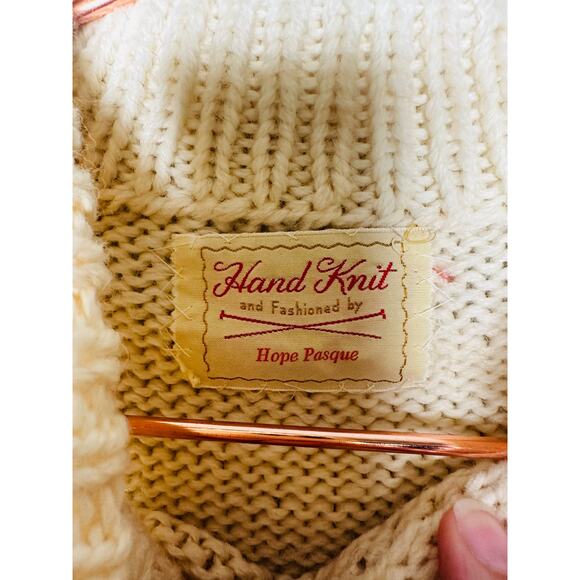 Hand Knit
and Fashioned by
Hope Pasque